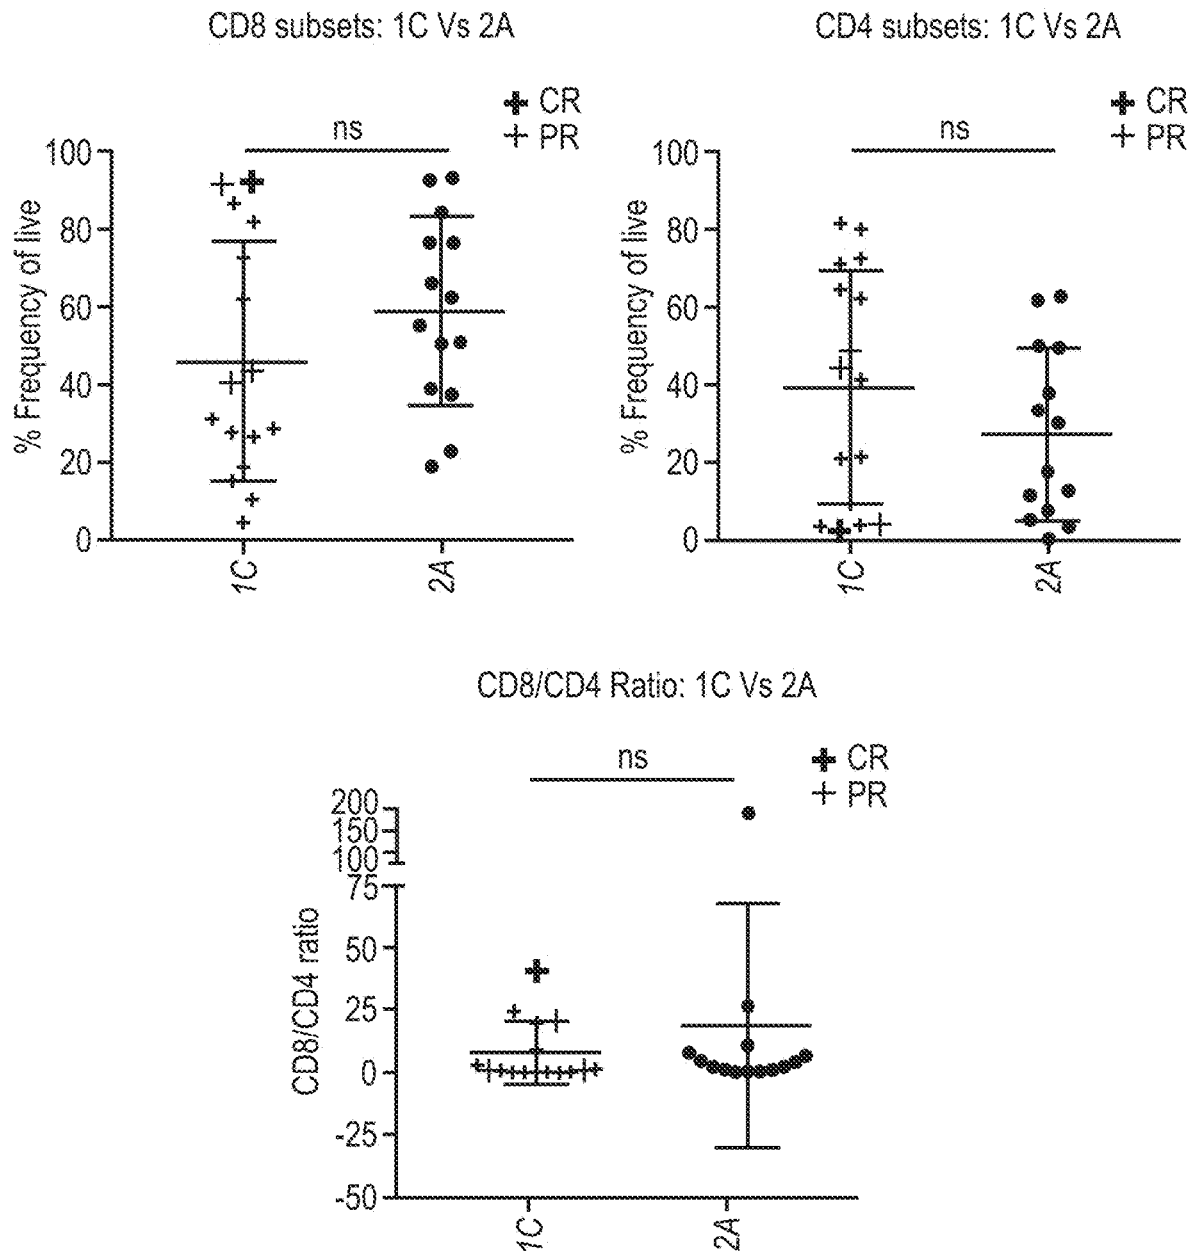 CD8 subsets: 1C Vs 2A
CR
PR
ns
% Frequency of live
100
80
60
40
20
0
1C
2A
CD4 subsets: 1C Vs 2A
CR
PR
ns
% Frequency of live
100
80
60
40
20
0
1C
2A
CD8/CD4 Ratio: 1C Vs 2A
CR
PR
ns
CD8/CD4 ratio
200
150
100
75
50
25
0
-25
-50
1C
2A